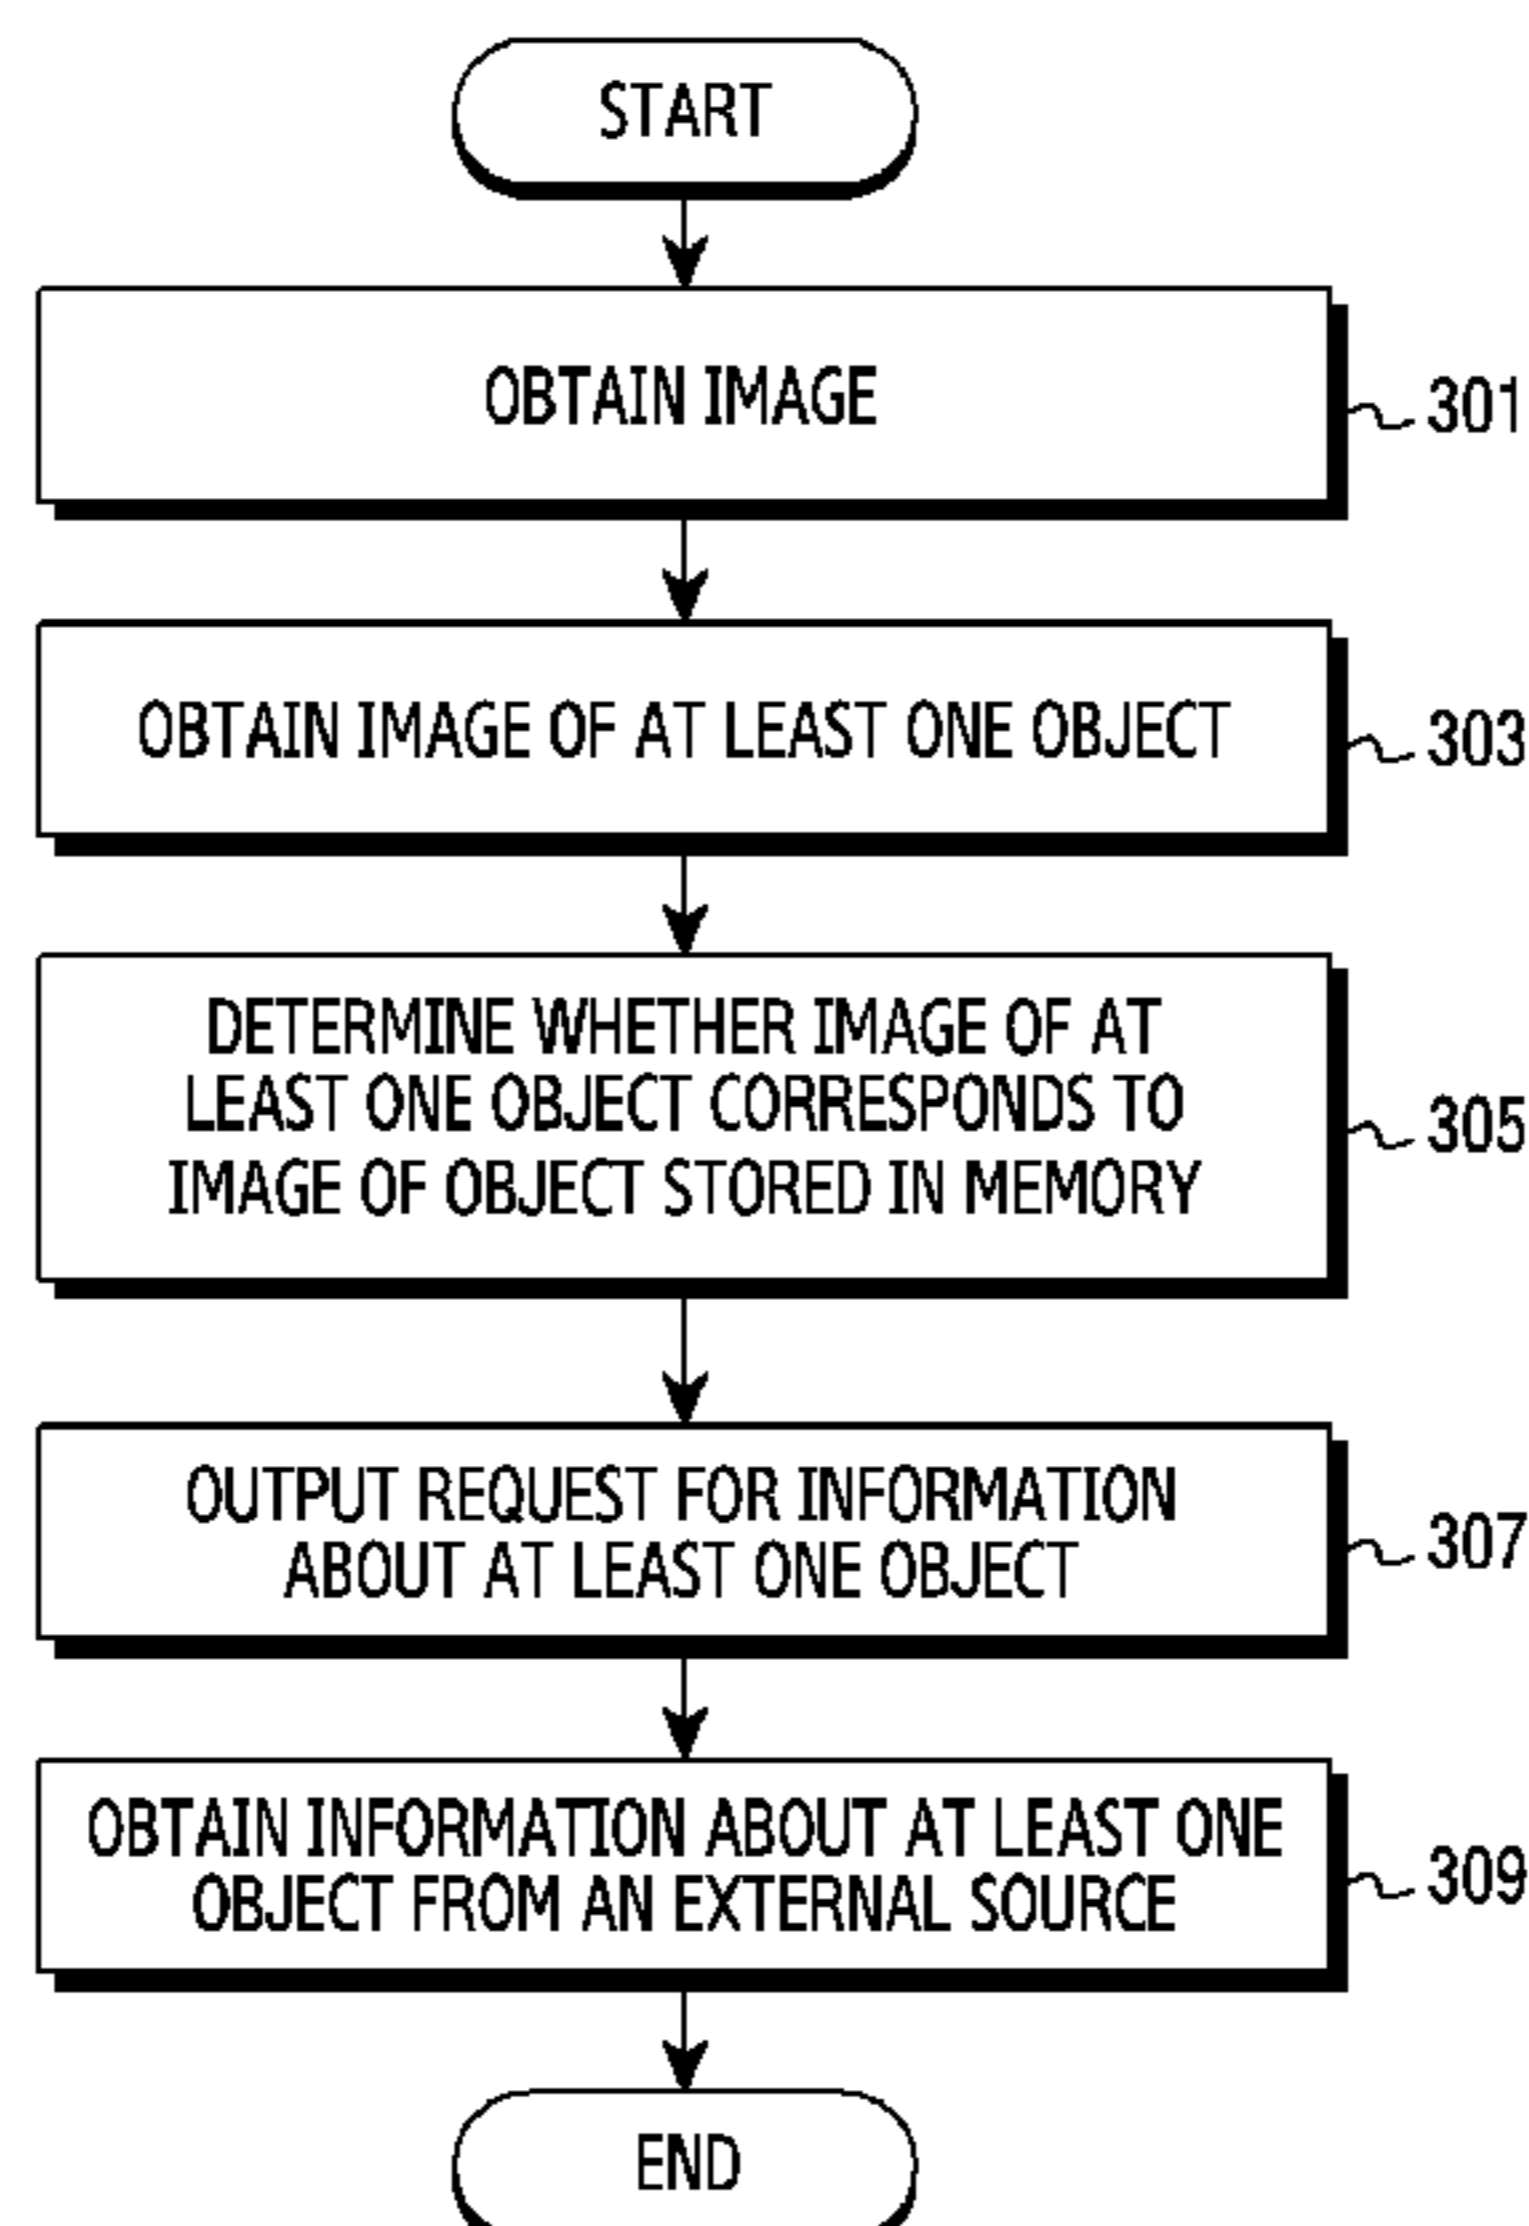 START
OBTAIN IMAGE
301
OBTAIN IMAGE OF AT LEAST ONE OBJECT
303
DETERMINE WHETHER IMAGE OF AT
LEAST ONE OBJECT CORRESPONDS TO
IMAGE OF OBJECT STORED IN MEMORY
305
OUTPUT REQUEST FOR INFORMATION
ABOUT AT LEAST ONE OBJECT
307
OBTAIN INFORMATION ABOUT AT LEAST ONE
OBJECT FROM AN EXTERNAL SOURCE
309
END